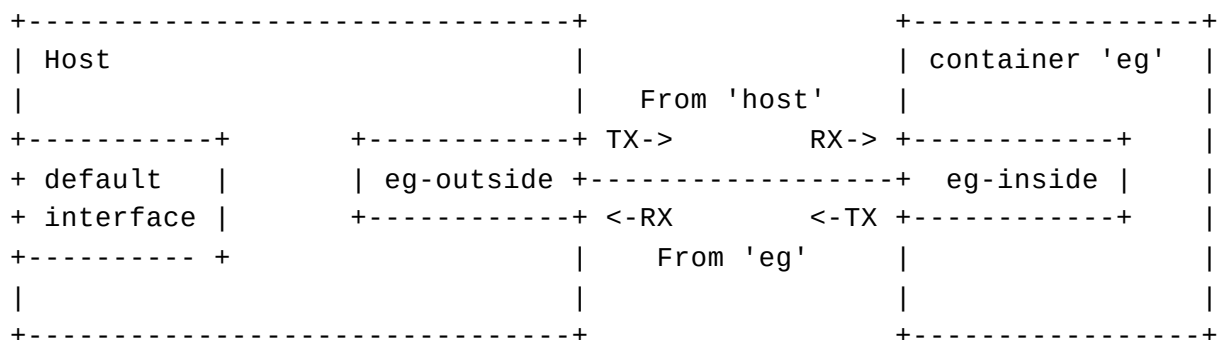 +--------------------------------+                  +-----------------+
| Host                           |                  | container 'eg'  |
|                                |   From 'host'    |                 |
+-----------+       +------------+ TX->        RX-> +------------+    |
+ default   |       | eg-outside +------------------+  eg-inside |    |
+ interface |       +------------+ <-RX        <-TX +------------+    |
+---------- +                    |    From 'eg'     |                 |
|                                |                  |                 |
+--------------------------------+                  +-----------------+